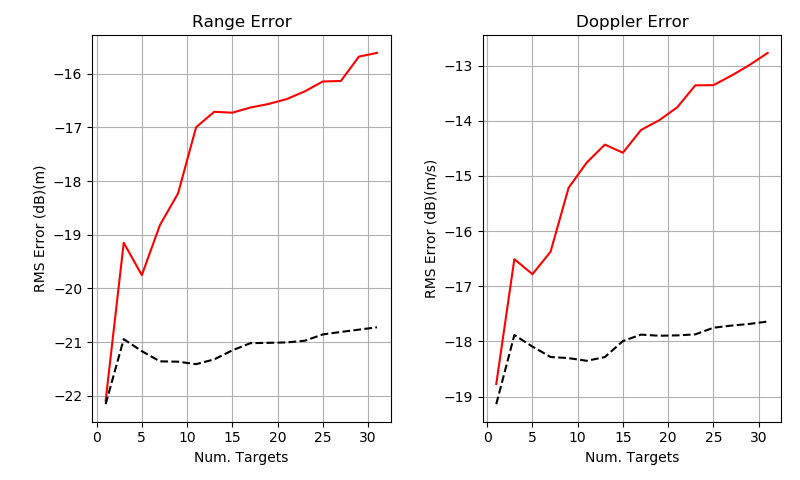 Range Error
RMS Error (dB)(m)
−16
−17
−18
−19
−20
−21
−22
0 5 10 15 20 25 30
Num. Targets
Doppler Error
RMS Error (dB)(m/s)
−13
−14
−15
−16
−17
−18
−19
0 5 10 15 20 25 30
Num. Targets